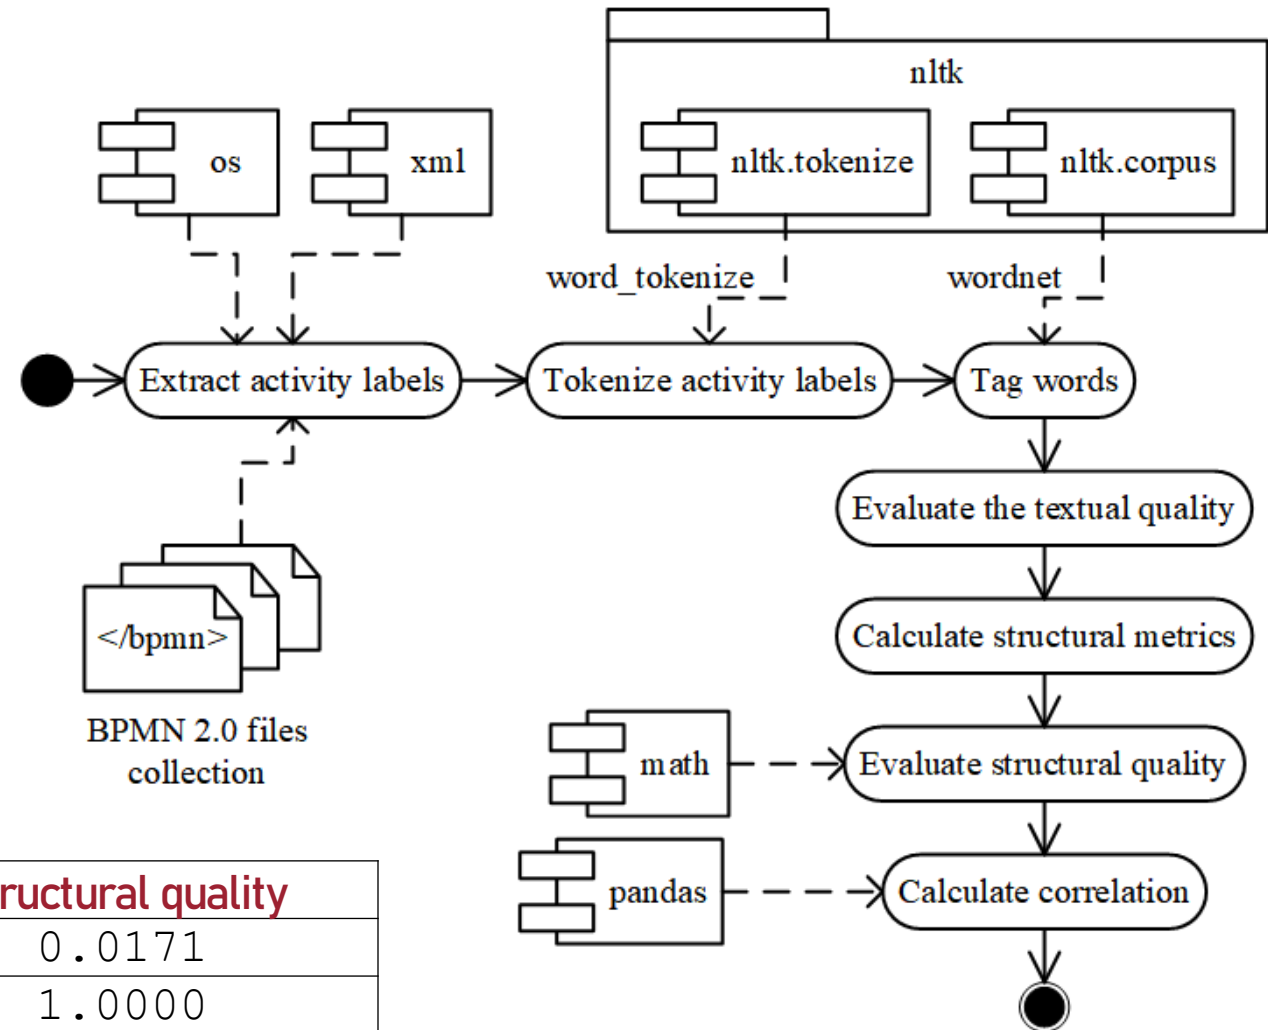 nltk
os
xml
nltk.tokenize
nltk.corpus
word_tokenize
wordnet
Extract activity labels
Tokenize activity labels
Tag words
Evaluate the textual quality
</bpmn>
Calculate structural metrics
BPMN 2.0 files
collection
math
Evaluate structural quality
pandas
Calculate correlation
ructural quality
0.0171
1.0000